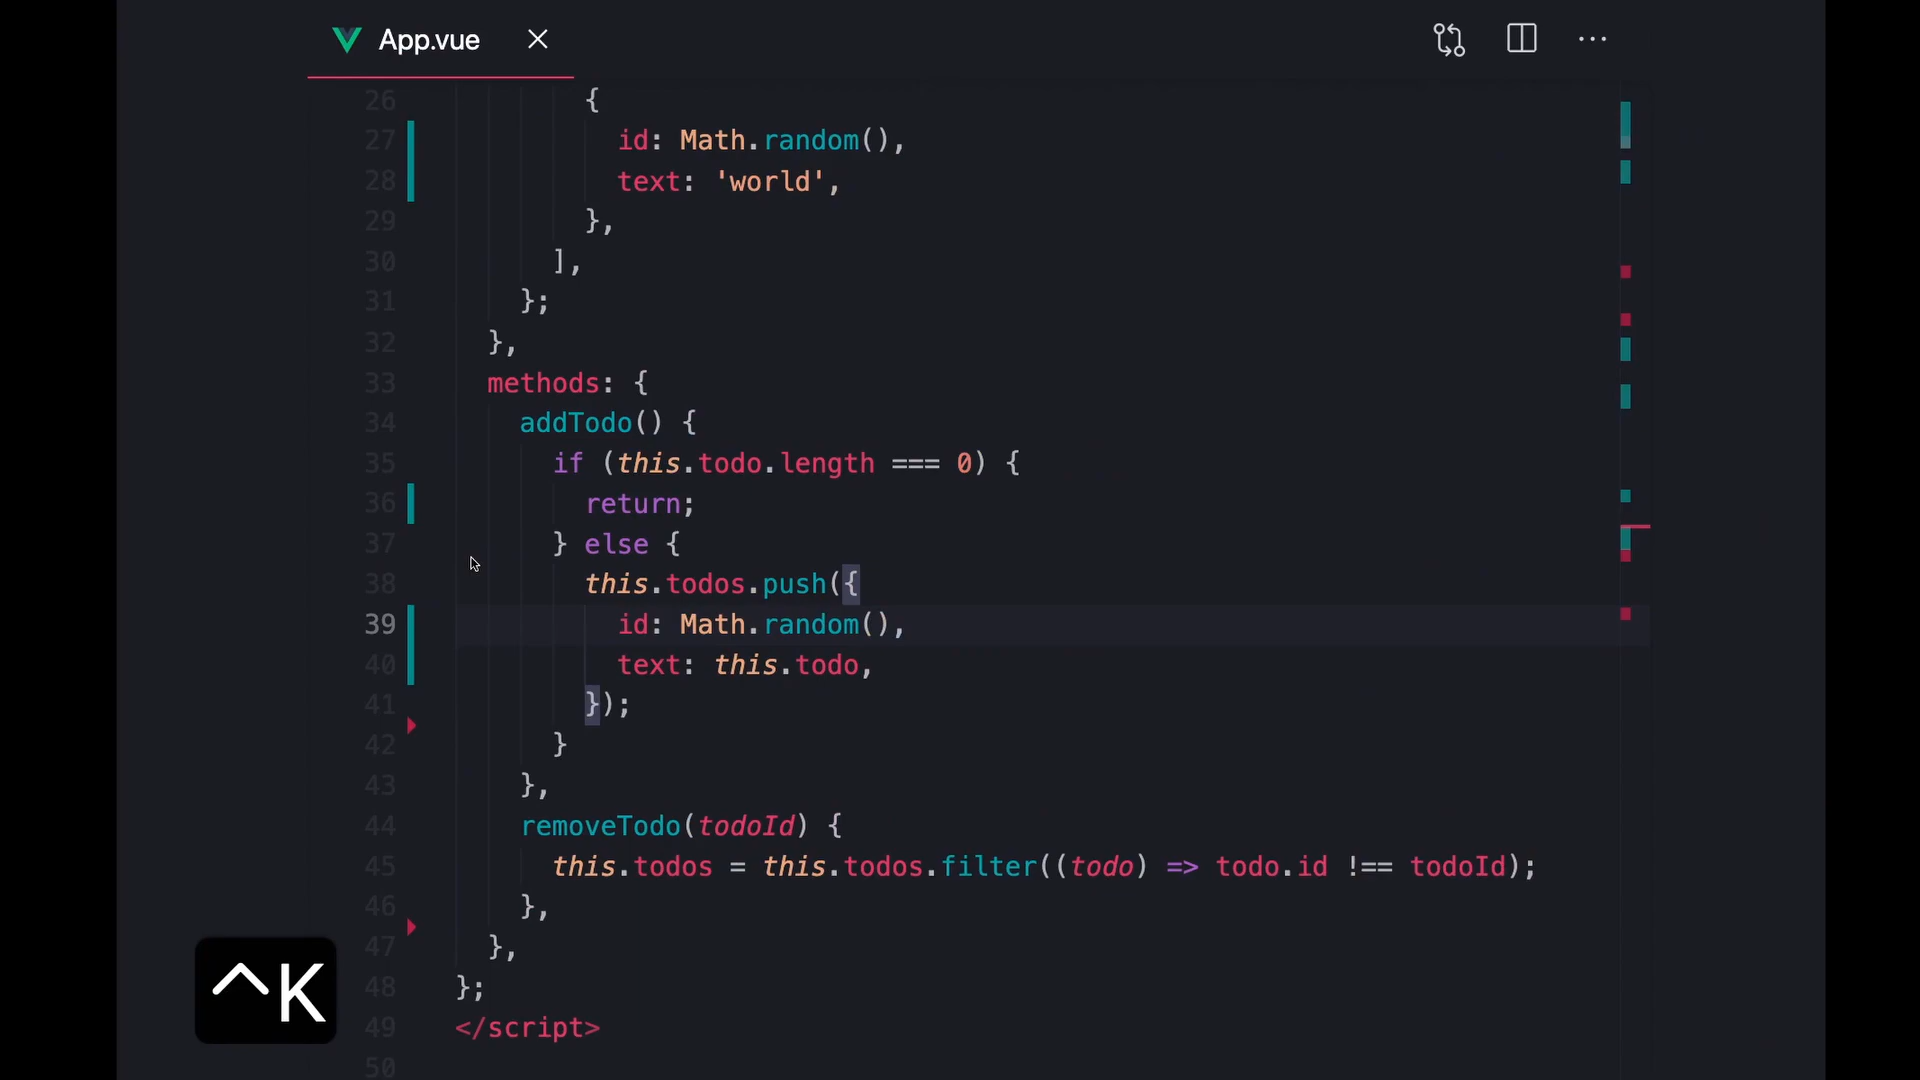 App.vue
26 {
27 id: Math.random(),
28 text: 'world',
29 },
30 ],
31 };
32 },
33 methods: {
34 addTodo() {
35 if (this.todo.length === 0) {
36 return;
37 } else {
38 this.todos.push({
39 id: Math.random(),
40 text: this.todo,
41 });
42 }
43 },
44 removeTodo(todoId) {
45 this.todos = this.todos.filter((todo) => todo.id !== todoId);
46 },
47 },
48 };
49 </script>
50
^K